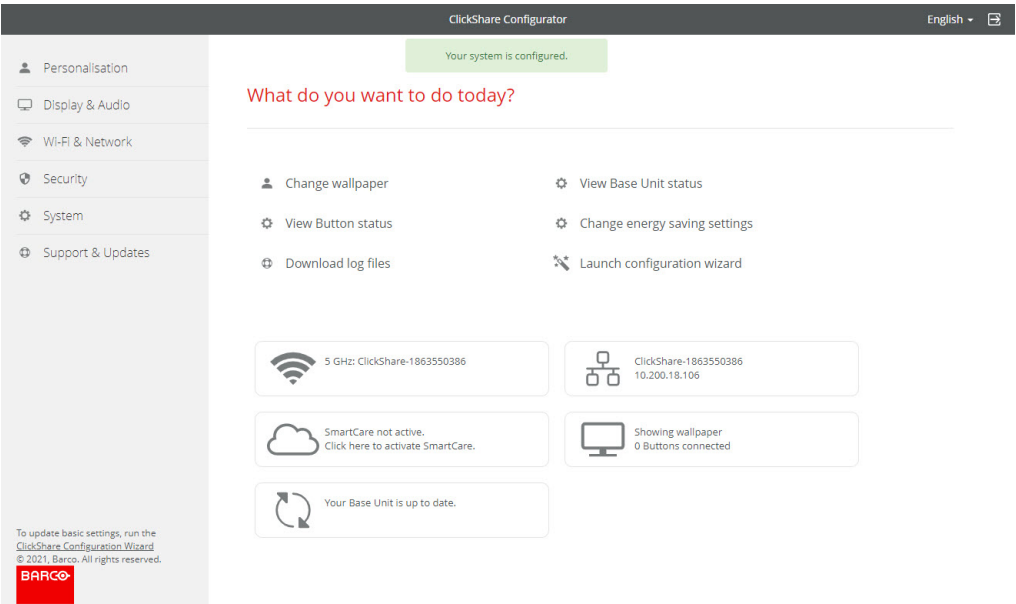 ClickShare Configurator
English
Your system is configured.
Personalisation
Display & Audio
Wi-Fi & Network
Security
System
Support & Updates
What do you want to do today?
Change wallpaper
View Base Unit status
View Button status
Change energy saving settings
Download log files
Launch configuration wizard
5 GHz: ClickShare-1863550386
ClickShare-1863550386
10.200.18.106
SmartCare not active.
Click here to activate SmartCare.
Showing wallpaper
0 Buttons connected
Your Base Unit is up to date.
To update basic settings, run the
ClickShare Configuration Wizard
© 2021, Barco. All rights reserved.
BARCO